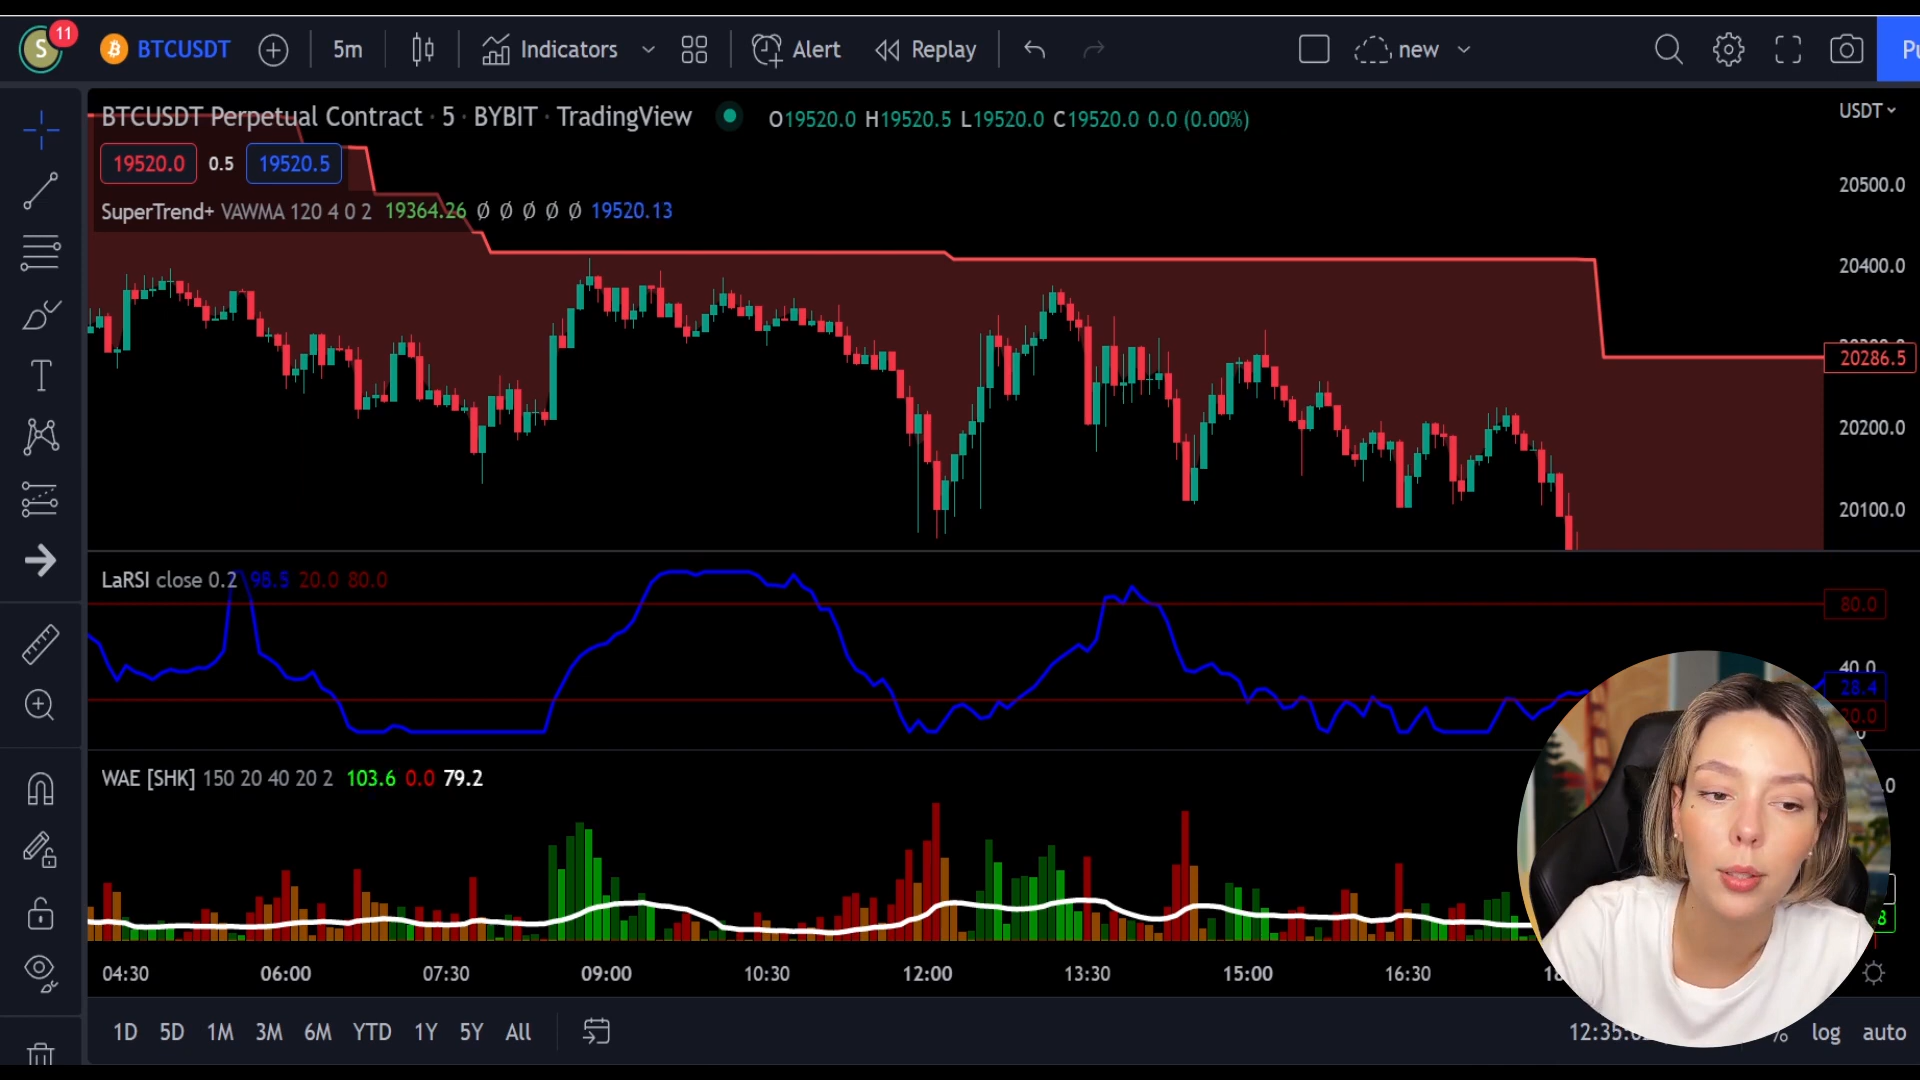 S 11 BTCUSDT 5m Indicators Alert Replay new Pu
BTCUSDT Perpetual Contract · 5 · BYBIT · TradingView O19520.0 H19520.5 L19520.0 C19520.0 0.0 (0.00%) USDT
19520.0 0.5 19520.5
SuperTrend+ VAWMA 120 4 0 2 19364.26 Ø Ø Ø Ø Ø 19520.13
20500.0
20400.0
20286.5
20200.0
20100.0
LaRSI close 0.2 98.5 20.0 80.0
80.0
40.0
28.4
WAE [SHK] 150 20 40 20 2 103.6 0.0 79.2
04:30 06:00 07:30 09:00 10:30 12:00 13:30 15:00 16:30
1D 5D 1M 3M 6M YTD 1Y 5Y All 12:35: % log auto